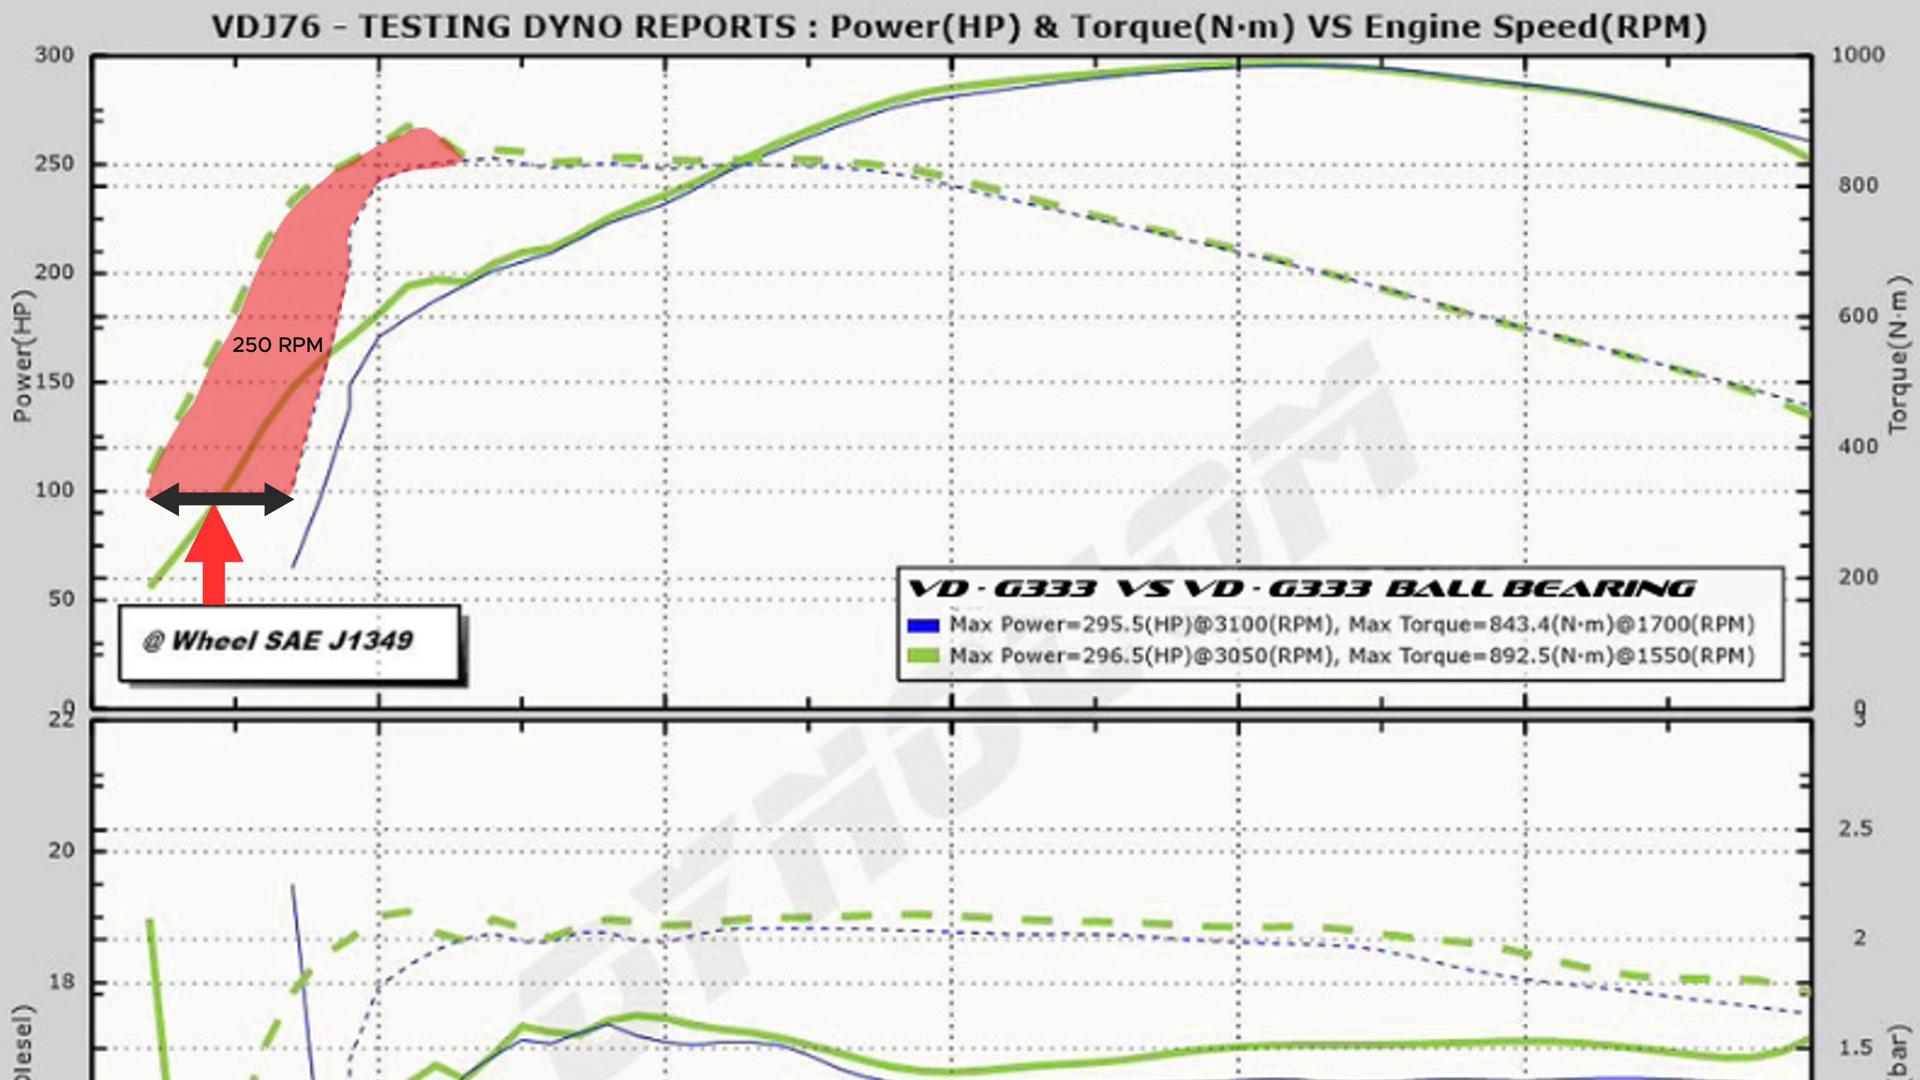 VDJ76 - TESTING DYNO REPORTS : Power(HP) & Torque(N·m) VS Engine Speed(RPM)
300
250
200
150
100
50
0
Power(HP)
1000
800
600
400
200
0
Torque(N·m)
250 RPM
@ Wheel SAE J1349
VD - G333 VS VD - G333 BALL BEARING
Max Power=295.5(HP)@3100(RPM), Max Torque=843.4(N·m)@1700(RPM)
Max Power=296.5(HP)@3050(RPM), Max Torque=892.5(N·m)@1550(RPM)
22
20
18
Diesel)
3
2.5
2
1.5
bar)